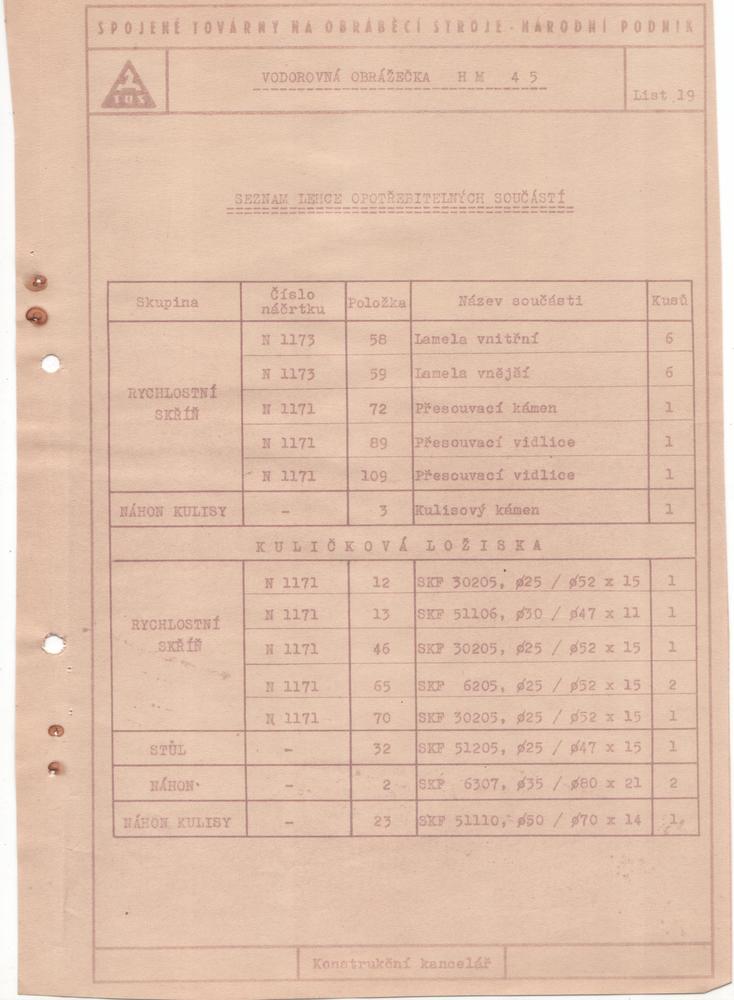 SPOJENÉ TOVÁRNY NA OBRÁBĚCÍ STROJE - NÁRODNÍ PODNIK
TOS
VODOROVNÁ OBRÁŽEČKA H M 4 5
List 19
SEZNAM LEHCE OPOTŘEBITELNÝCH SOUČÁSTÍ
Skupina Číslo náčrtku Položka Název součásti Kusů
RYCHLOSTNÍ SKŘÍŇ
N 1173 58 Lamela vnitřní 6
N 1173 59 Lamela vnější 6
N 1171 72 Přesouvací kámen 1
N 1171 89 Přesouvací vidlice 1
N 1171 109 Přesouvací vidlice 1
NÁHON KULISY - 3 Kulisový kámen 1
KULIČKOVÁ LOŽISKA
RYCHLOSTNÍ SKŘÍŇ
N 1171 12 SKF 30205, ø25 / ø52 x 15 1
N 1171 13 SKF 51106, ø30 / ø47 x 11 1
N 1171 46 SKF 30205, ø25 / ø52 x 15 1
N 1171 65 SKF 6205, ø25 / ø52 x 15 2
N 1171 70 SKF 30205, ø25 / ø52 x 15 1
STŮL - 32 SKF 51205, ø25 / ø47 x 15 1
NÁHON - 2 SKF 6307, ø35 / ø80 x 21 2
NÁHON KULISY - 23 SKF 51110, ø50 / ø70 x 14 1
Konstrukční kancelář